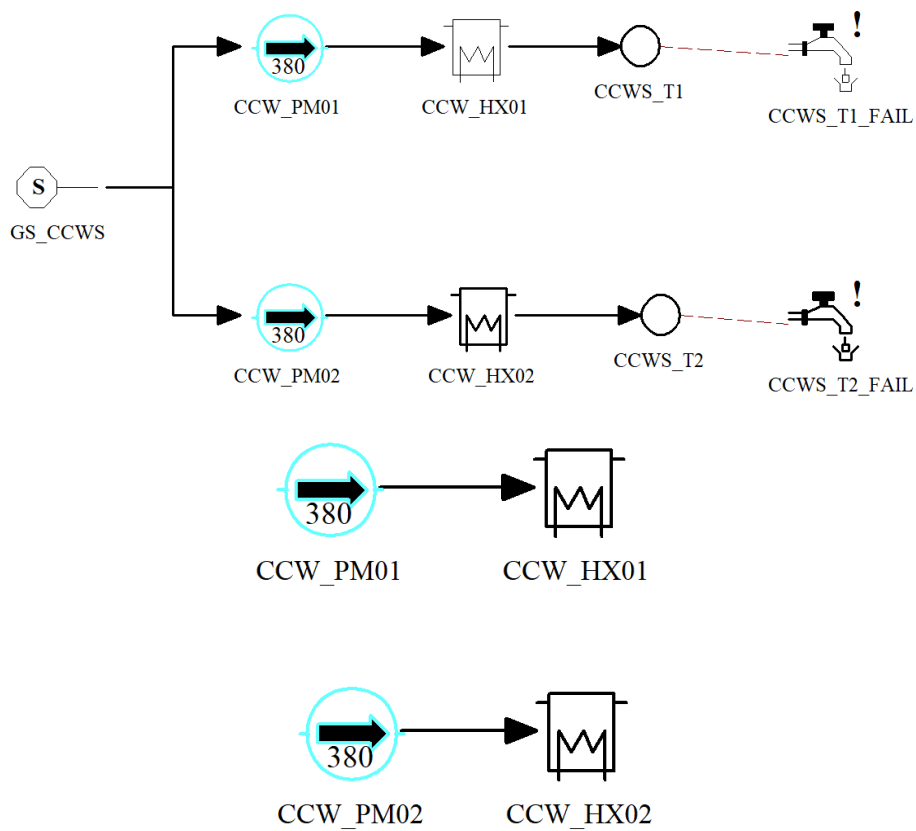 !
380
CCW_PM01
CCW_HX01
CCWS_T1
CCWS_T1_FAIL
S
GS_CCWS
!
380
CCW_PM02
CCW_HX02
CCWS_T2
CCWS_T2_FAIL
380
CCW_PM01
CCW_HX01
380
CCW_PM02
CCW_HX02